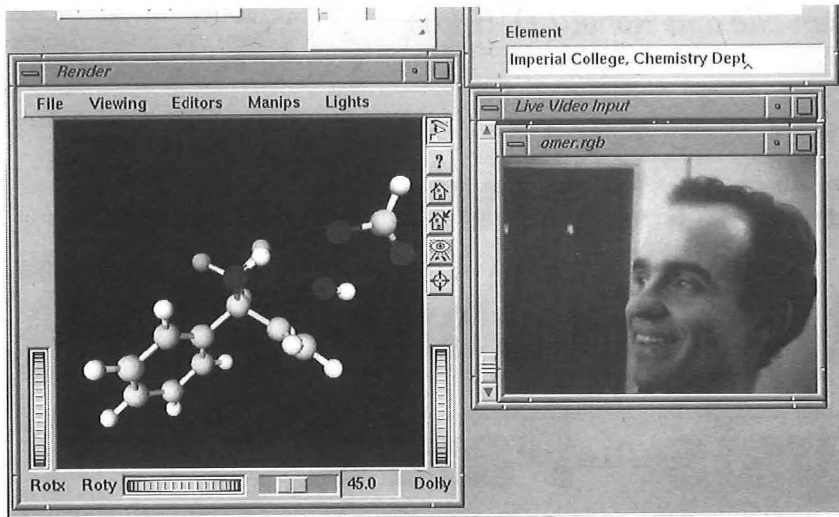 Element
Imperial College, Chemistry Dept
Render
File Viewing Editors Manips Lights
?
Live Video Input
omer.rgb
Rotx Roty 45.0 Dolly